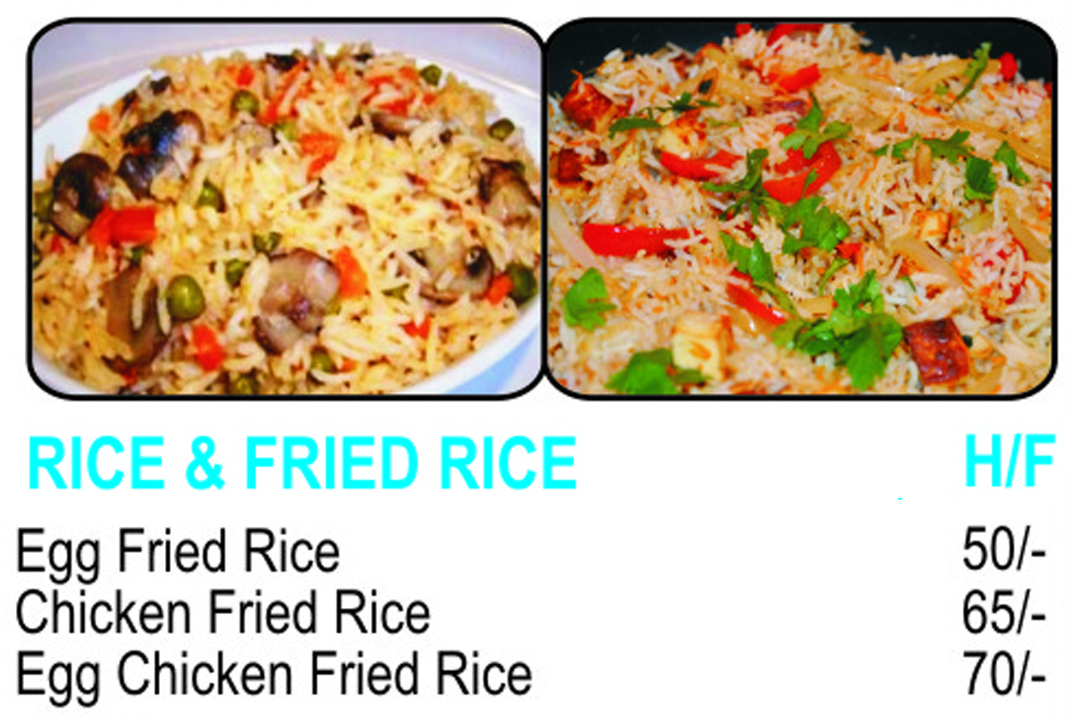 RICE & FRIED RICE H/F
Egg Fried Rice 50/-
Chicken Fried Rice 65/-
Egg Chicken Fried Rice 70/-